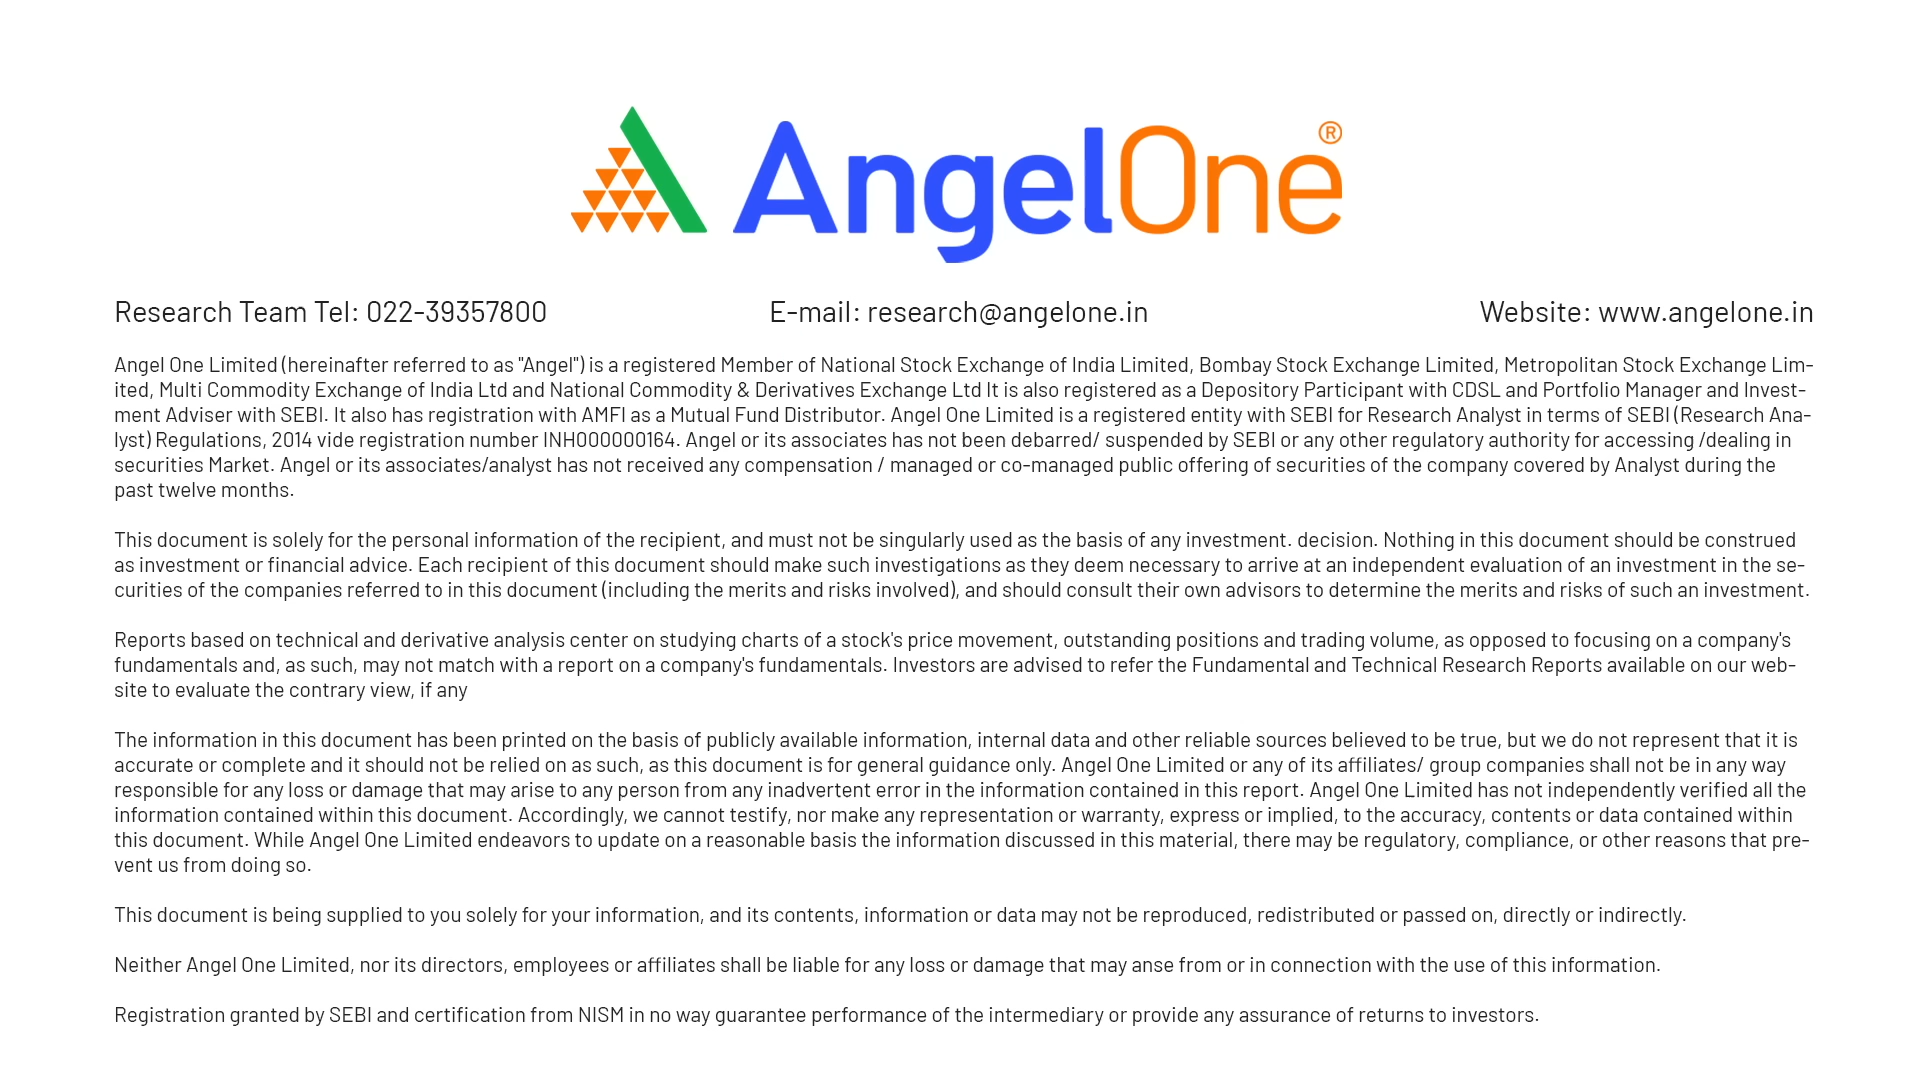 AngelOne®
Research Team Tel: 022-39357800 E-mail: research@angelone.in Website: www.angelone.in
Angel One Limited (hereinafter referred to as "Angel") is a registered Member of National Stock Exchange of India Limited, Bombay Stock Exchange Limited, Metropolitan Stock Exchange Lim-
ited, Multi Commodity Exchange of India Ltd and National Commodity & Derivatives Exchange Ltd It is also registered as a Depository Participant with CDSL and Portfolio Manager and Invest-
ment Adviser with SEBI. It also has registration with AMFI as a Mutual Fund Distributor. Angel One Limited is a registered entity with SEBI for Research Analyst in terms of SEBI (Research Ana-
lyst) Regulations, 2014 vide registration number INH000000164. Angel or its associates has not been debarred/ suspended by SEBI or any other regulatory authority for accessing /dealing in
securities Market. Angel or its associates/analyst has not received any compensation / managed or co-managed public offering of securities of the company covered by Analyst during the
past twelve months.
This document is solely for the personal information of the recipient, and must not be singularly used as the basis of any investment. decision. Nothing in this document should be construed
as investment or financial advice. Each recipient of this document should make such investigations as they deem necessary to arrive at an independent evaluation of an investment in the se-
curities of the companies referred to in this document (including the merits and risks involved), and should consult their own advisors to determine the merits and risks of such an investment.
Reports based on technical and derivative analysis center on studying charts of a stock's price movement, outstanding positions and trading volume, as opposed to focusing on a company's
fundamentals and, as such, may not match with a report on a company's fundamentals. Investors are advised to refer the Fundamental and Technical Research Reports available on our web-
site to evaluate the contrary view, if any
The information in this document has been printed on the basis of publicly available information, internal data and other reliable sources believed to be true, but we do not represent that it is
accurate or complete and it should not be relied on as such, as this document is for general guidance only. Angel One Limited or any of its affiliates/ group companies shall not be in any way
responsible for any loss or damage that may arise to any person from any inadvertent error in the information contained in this report. Angel One Limited has not independently verified all the
information contained within this document. Accordingly, we cannot testify, nor make any representation or warranty, express or implied, to the accuracy, contents or data contained within
this document. While Angel One Limited endeavors to update on a reasonable basis the information discussed in this material, there may be regulatory, compliance, or other reasons that pre-
vent us from doing so.
This document is being supplied to you solely for your information, and its contents, information or data may not be reproduced, redistributed or passed on, directly or indirectly.
Neither Angel One Limited, nor its directors, employees or affiliates shall be liable for any loss or damage that may anse from or in connection with the use of this information.
Registration granted by SEBI and certification from NISM in no way guarantee performance of the intermediary or provide any assurance of returns to investors.